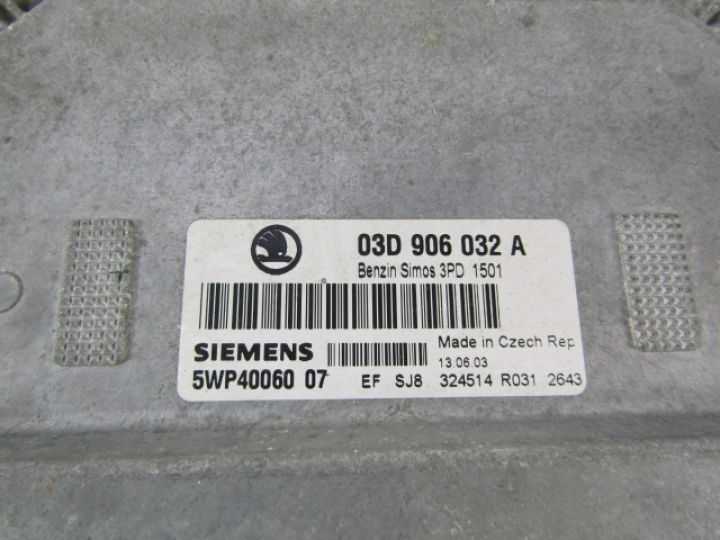 03D 906 032 A
Benzin Simos 3PD 1501
SIEMENS
Made in Czech Rep
13.06.03
5WP40060 07 EF SJ8 324514 R031 2643